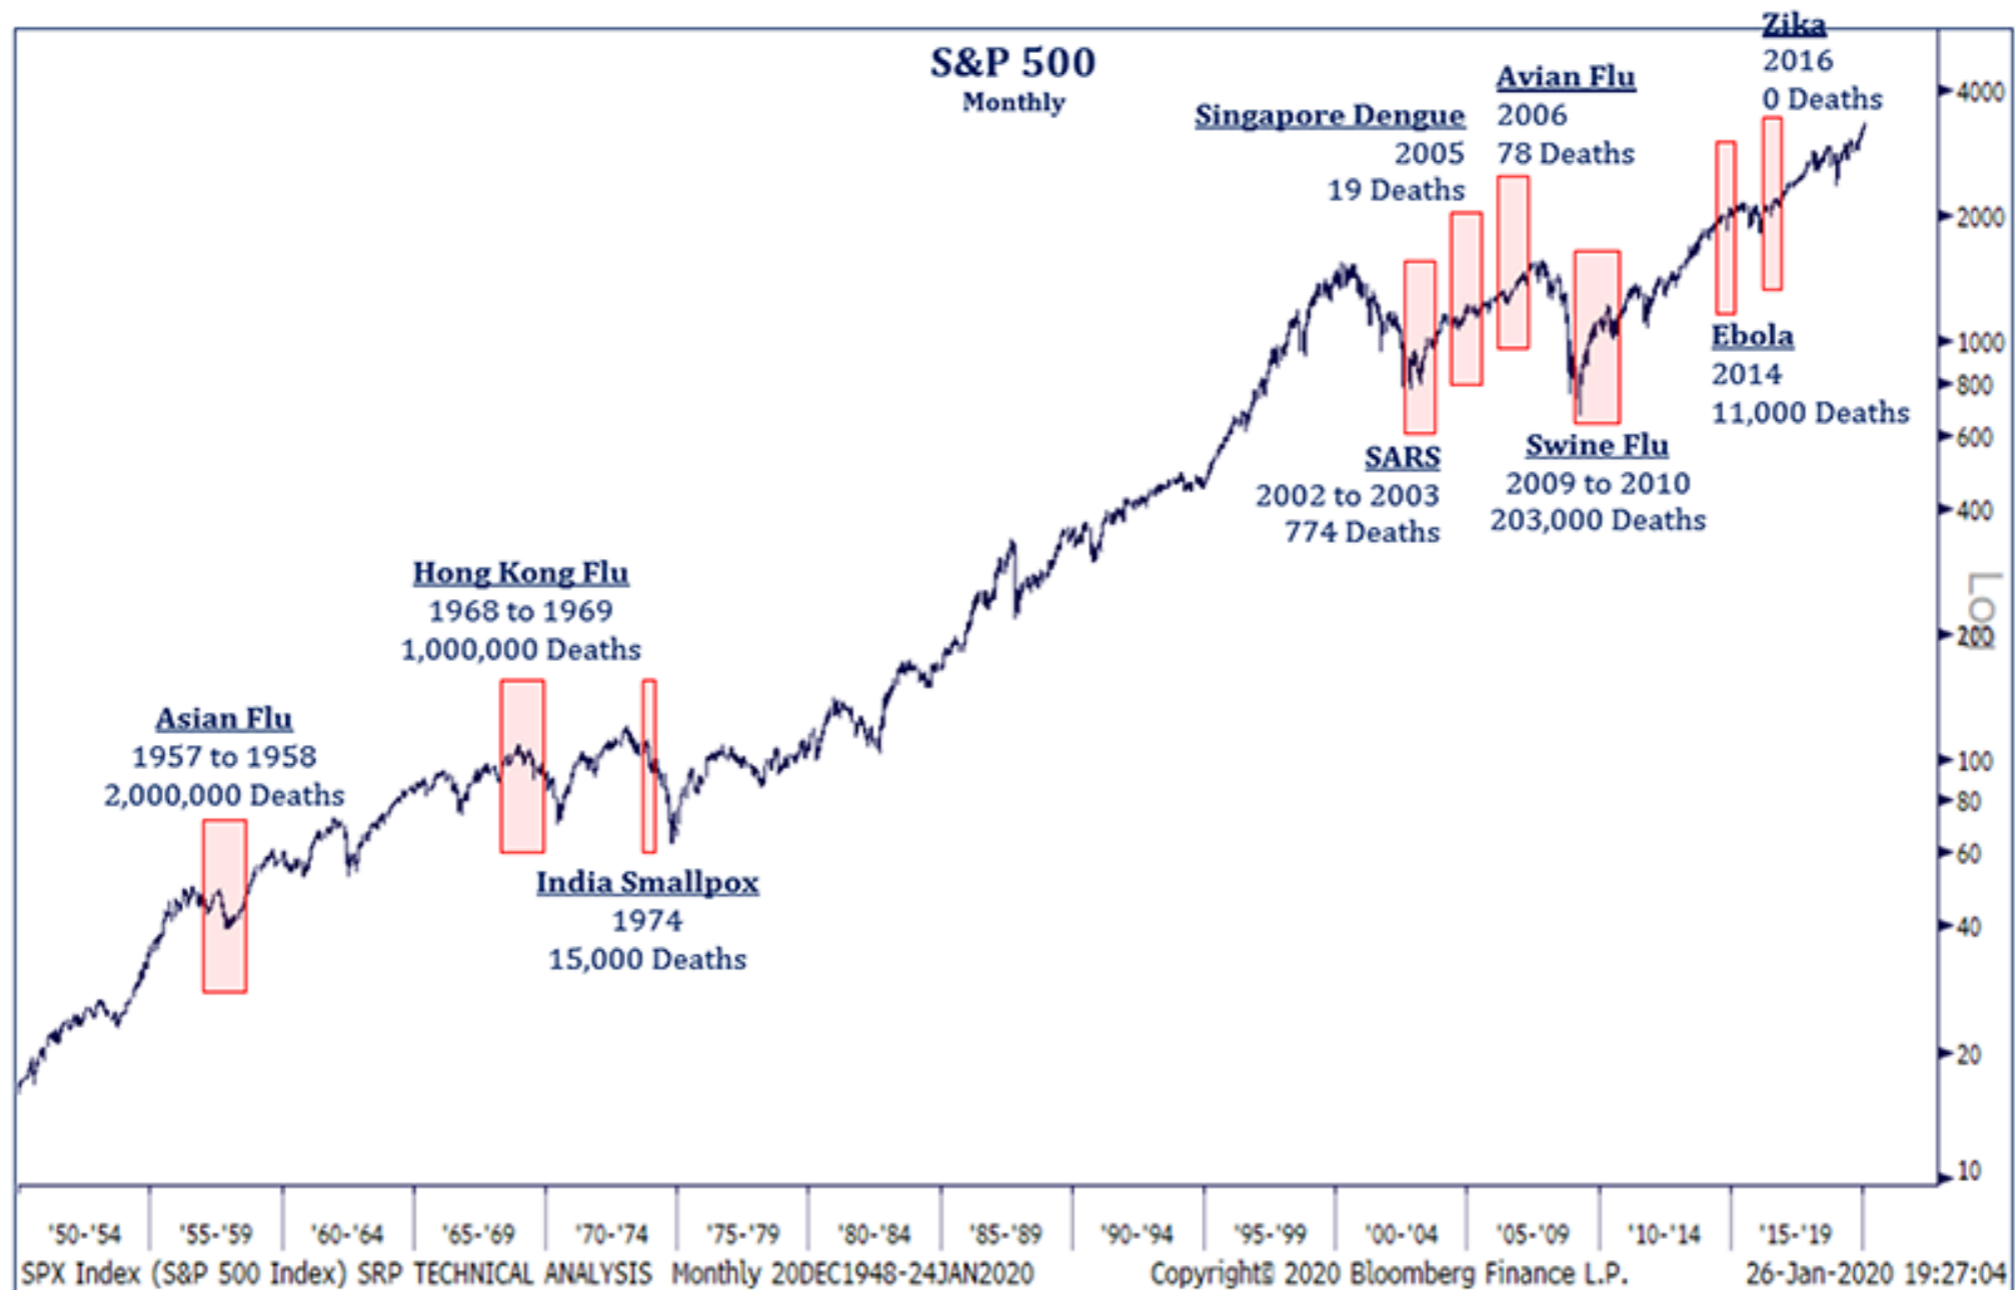 S&P 500
Monthly
Zika
2016
0 Deaths
Avian Flu
2006
78 Deaths
Singapore Dengue
2005
19 Deaths
Ebola
2014
11,000 Deaths
Swine Flu
2009 to 2010
203,000 Deaths
SARS
2002 to 2003
774 Deaths
Hong Kong Flu
1968 to 1969
1,000,000 Deaths
Asian Flu
1957 to 1958
2,000,000 Deaths
India Smallpox
1974
15,000 Deaths
4000
2000
1000
800
600
400
200
100
80
60
40
20
10
'50-'54 '55-'59 '60-'64 '65-'69 '70-'74 '75-'79 '80-'84 '85-'89 '90-'94 '95-'99 '00-'04 '05-'09 '10-'14 '15-'19
SPX Index (S&P 500 Index) SRP TECHNICAL ANALYSIS Monthly 20DEC1948-24JAN2020 Copyright© 2020 Bloomberg Finance L.P. 26-Jan-2020 19:27:04